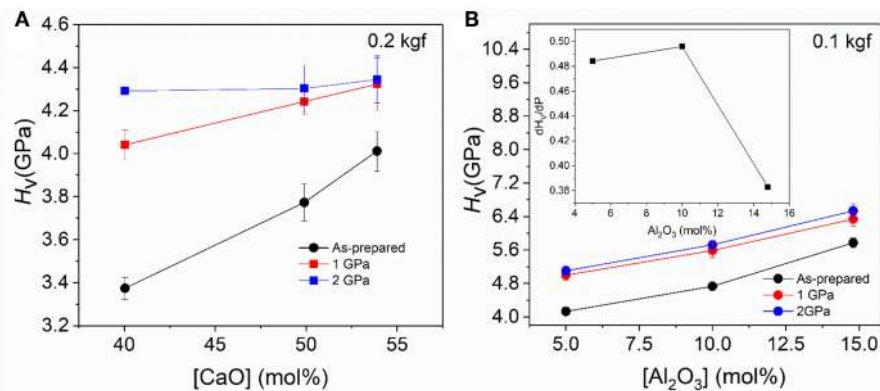 A
0.2 kgf
4.6
4.4
4.2
4.0
3.8
3.6
3.4
3.2
Hv(GPa)
As-prepared
1 GPa
2 GPa
40
45
50
55
[CaO] (mol%)
B
0.1 kgf
10.4
9.6
8.8
8.0
7.2
6.4
5.6
4.8
4.0
Hv(GPa)
0.50
0.48
0.46
0.44
0.42
0.40
0.38
dHv/dP
4
6
8
10
12
14
16
Al₂O₃ (mol%)
As-prepared
1 GPa
2GPa
5.0
7.5
10.0
12.5
15.0
[Al₂O₃] (mol%)